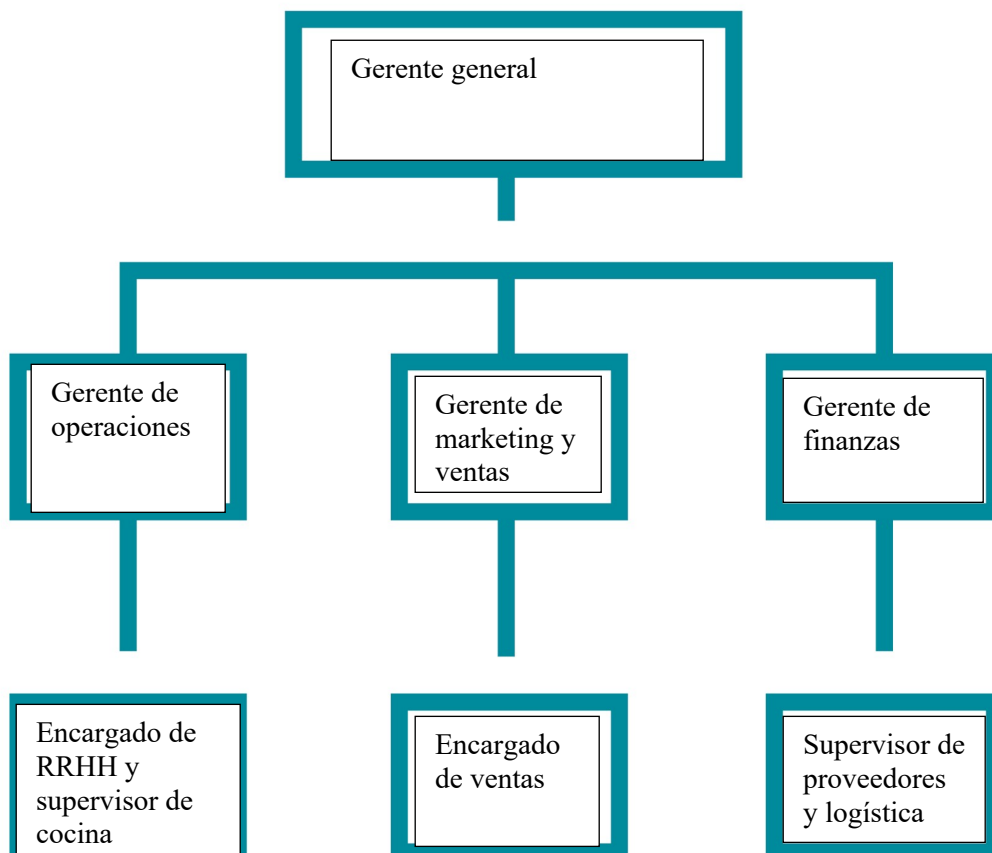 Gerente general
Gerente de
operaciones
Gerente de
marketing y
ventas
Gerente de
finanzas
Encargado de
RRHH y
supervisor de
cocina
Encargado
de ventas
Supervisor de
proveedores
y logística